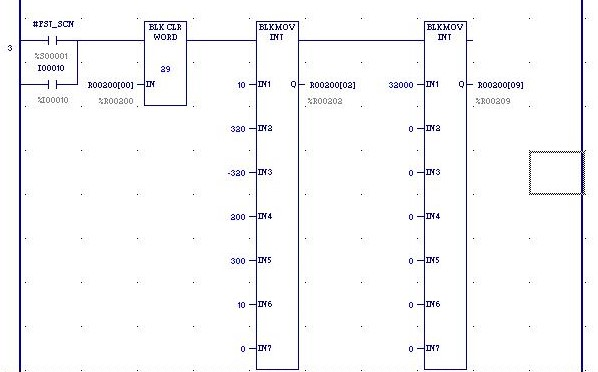 #FST_SCN
BLK CLR
WORD
BLKMOV
INT
BLKMOV
INT
3
%S00001
I00010
29
R00200[00] IN
10 IN1 Q R00200[02]
32000 IN1 Q R00200[09]
%I00010
%R00200
%R00202
%R00209
320 IN2
0 IN2
-320 IN3
0 IN3
200 IN4
0 IN4
300 IN5
0 IN5
10 IN6
0 IN6
0 IN7
0 IN7